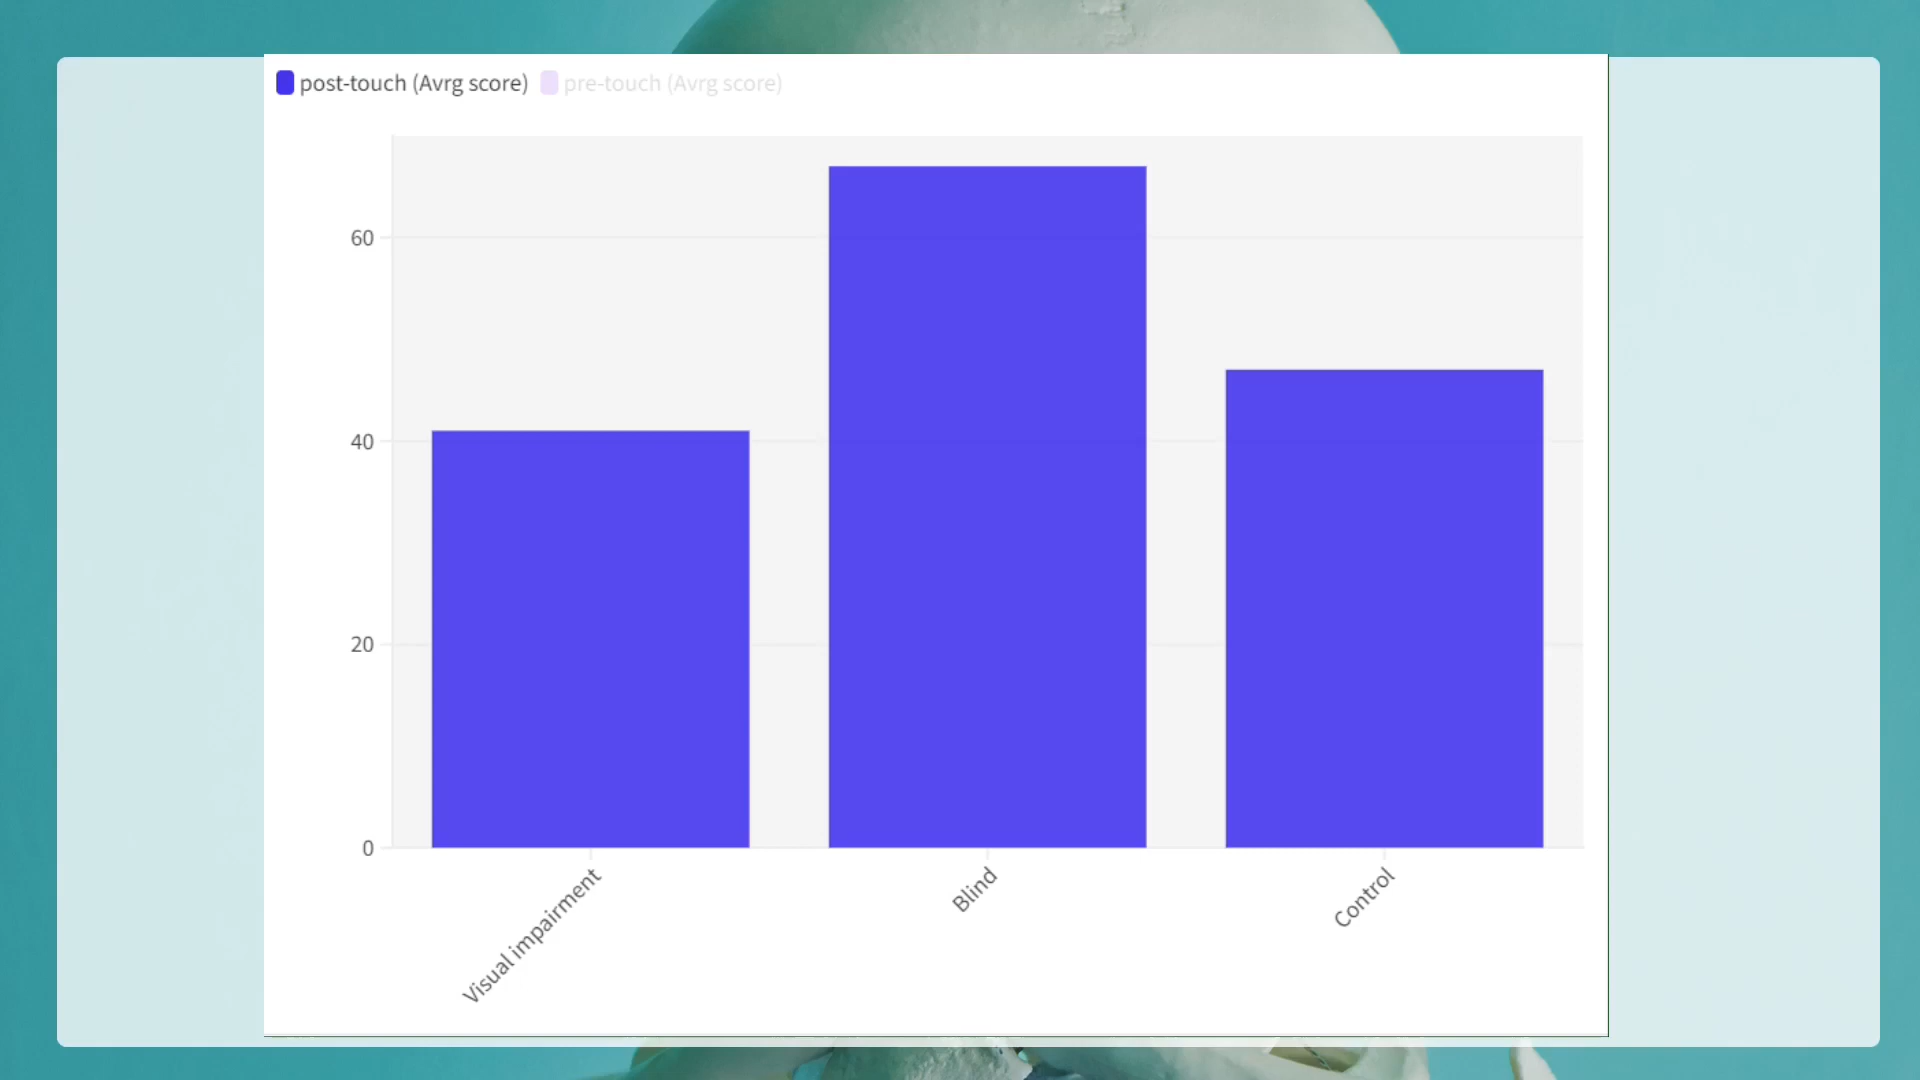 post-touch (Avrg score) pre-touch (Avrg score)
60
40
20
0
Visual impairment
Blind
Control